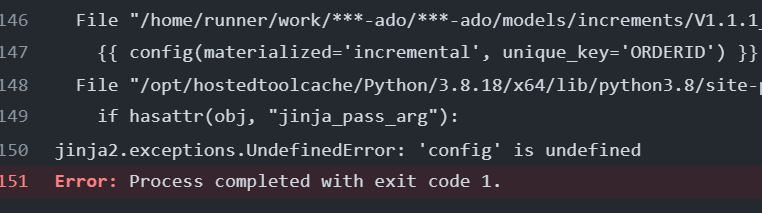 146 File "/home/runner/work/***-ado/***-ado/models/increments/V1.1.1_
147 {{ config(materialized='incremental', unique_key='ORDERID') }}
148 File "/opt/hostedtoolcache/Python/3.8.18/x64/lib/python3.8/site-p
149 if hasattr(obj, "jinja_pass_arg"):
150 jinja2.exceptions.UndefinedError: 'config' is undefined
151 Error: Process completed with exit code 1.